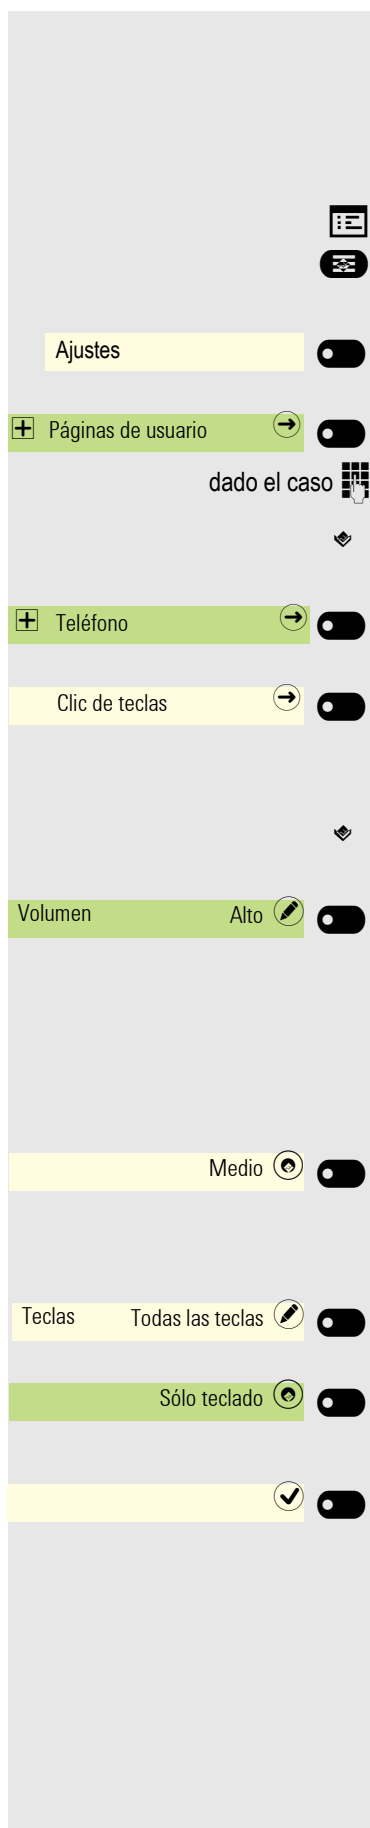 Ajustes
Páginas de usuario
dado el caso
Teléfono
Clic de teclas
Volumen Alto
Medio
Teclas Todas las teclas
Sólo teclado